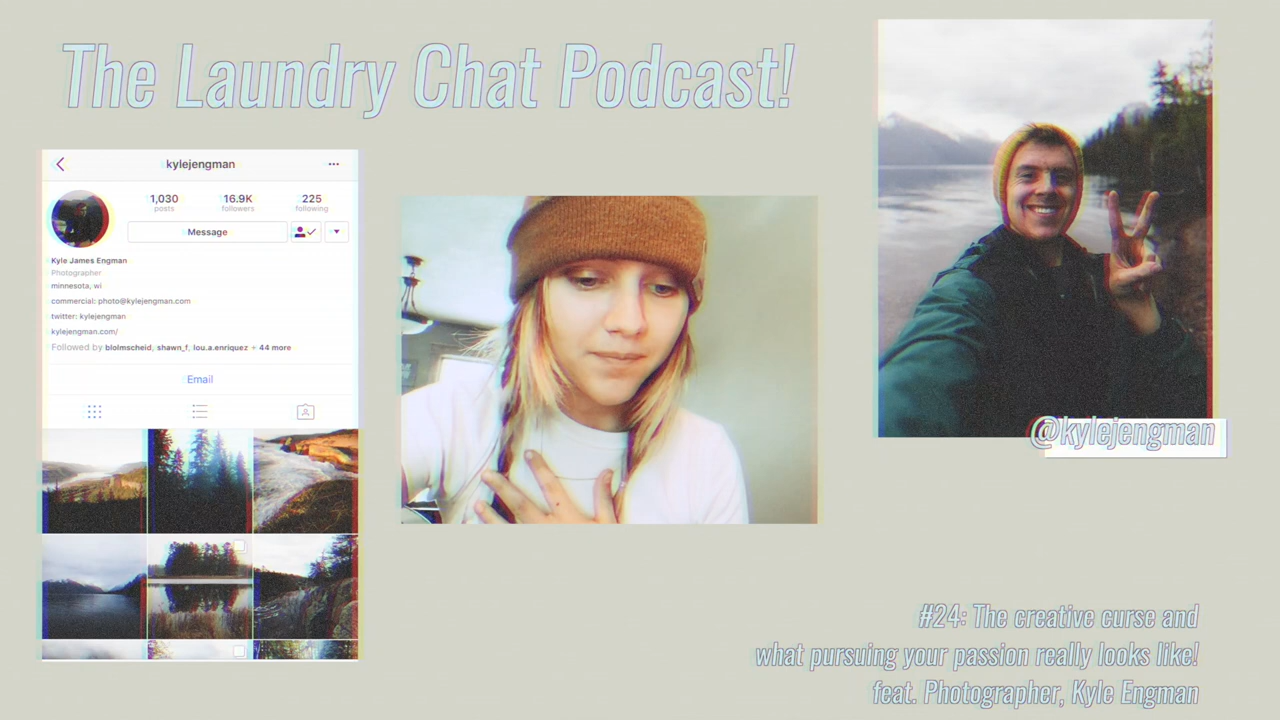 The Laundry Chat Podcast!
kylejengman
1,030 16.9K 225
posts followers following
Message
Kyle James Engman
Photographer
minnesota, wi
commercial: photo@kylejengman.com
twitter: kylejengman
kylejengman.com/
Followed by blolmscheid, shawn_f, lou.a.enriquez + 44 more
Email
@kylejengman
#24: The creative curse and
what pursuing your passion really looks like!
feat. Photographer, Kyle Engman